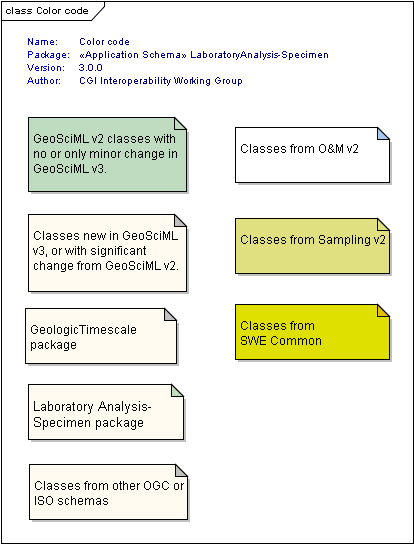 class Color code
Name: Color code
Package: «Application Schema» LaboratoryAnalysis-Specimen
Version: 3.0.0
Author: CGI Interoperability Working Group
GeoSciML v2 classes with
no or only minor change in
GeoSciML v3.
Classes new in GeoSciML
v3, or with significant
change from GeoSciML v2.
GeologicTimescale
package
Laboratory Analysis-
Specimen package
Classes from other OGC or
ISO schemas
Classes from O&M v2
Classes from Sampling v2
Classes from
SWE Common